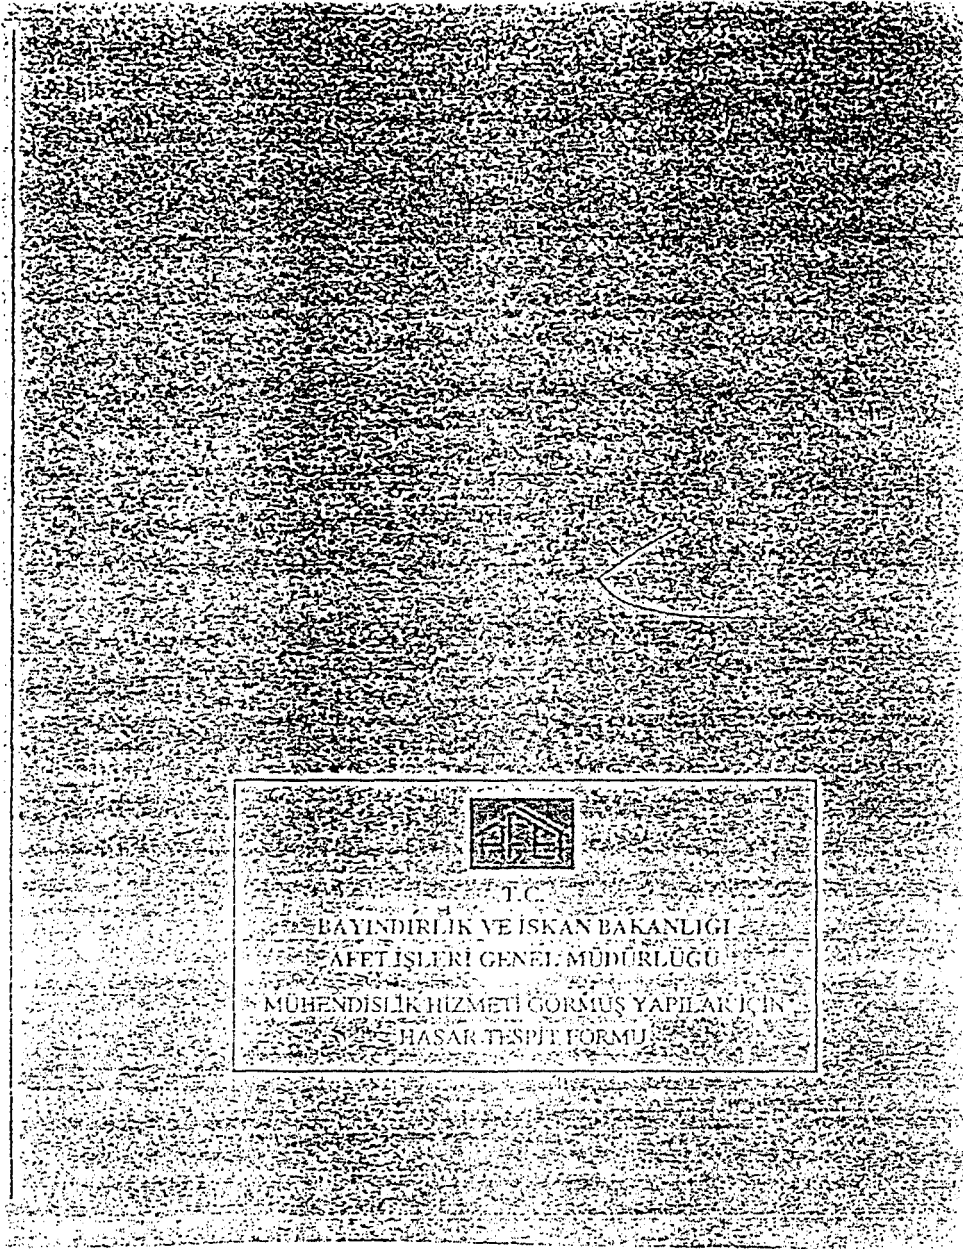 T.C.
BAYINDIRLIK VE İSKAN BAKANLIĞI
AFET İŞLERİ GENEL MÜDÜRLÜĞÜ
MÜHENDİSLİK HİZMETİ GÖRMÜŞ YAPILAR İÇİN
HASAR TESPİT FORMU